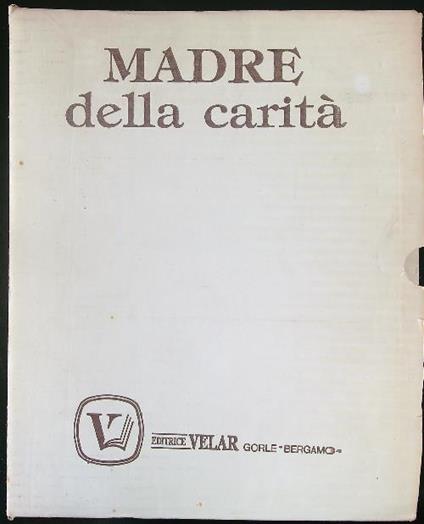 MADRE
della carità
V
EDITRICE VELAR GORLE "BERGAMO"